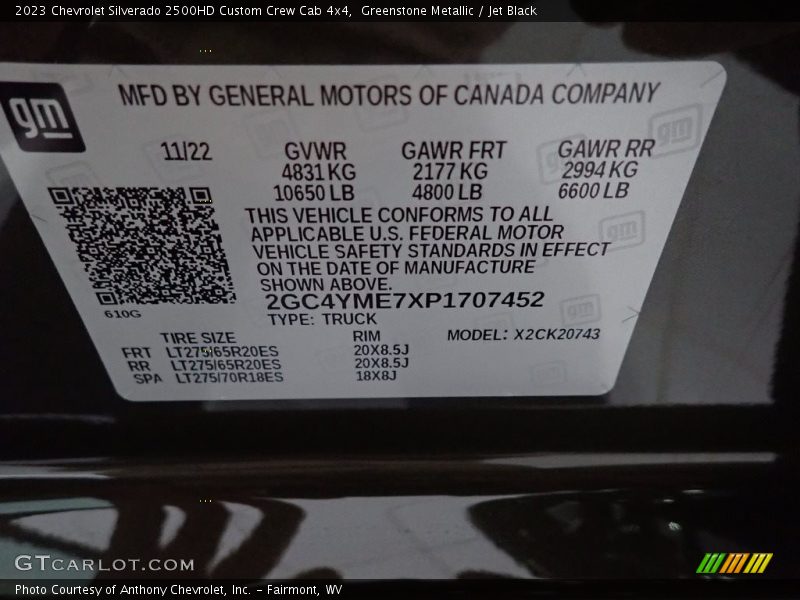 2023 Chevrolet Silverado 2500HD Custom Crew Cab 4x4,  Greenstone Metallic / Jet Black
gm
MFD BY GENERAL MOTORS OF CANADA COMPANY
11/22 GVWR GAWR FRT GAWR RR
4831 KG 2177 KG 2994 KG
10650 LB 4800 LB 6600 LB
THIS VEHICLE CONFORMS TO ALL
APPLICABLE U.S. FEDERAL MOTOR
VEHICLE SAFETY STANDARDS IN EFFECT
ON THE DATE OF MANUFACTURE
SHOWN ABOVE.
2GC4YME7XP1707452
610G
TYPE: TRUCK
TIRE SIZE RIM MODEL: X2CK20743
FRT LT275/65R20ES 20X8.5J
RR LT275/65R20ES 20X8.5J
SPA LT275/70R18ES 18X8J
GTCARLOT.COM
Photo Courtesy of Anthony Chevrolet, Inc. - Fairmont, WV